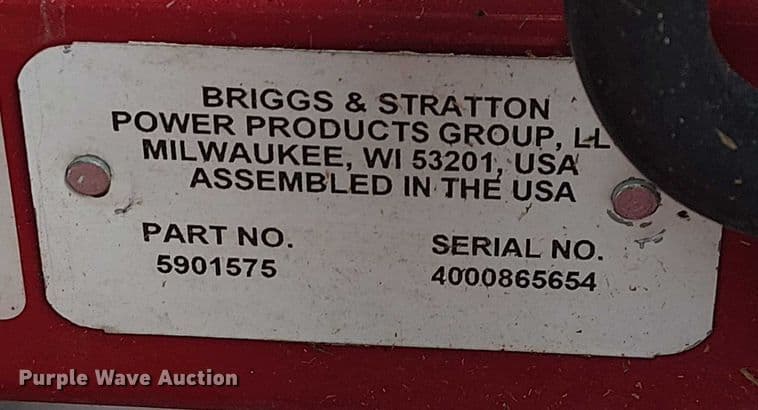 BRIGGS & STRATTON
POWER PRODUCTS GROUP, LL
MILWAUKEE, WI 53201, USA
ASSEMBLED IN THE USA
PART NO.
5901575
SERIAL NO.
4000865654
Purple Wave Auction